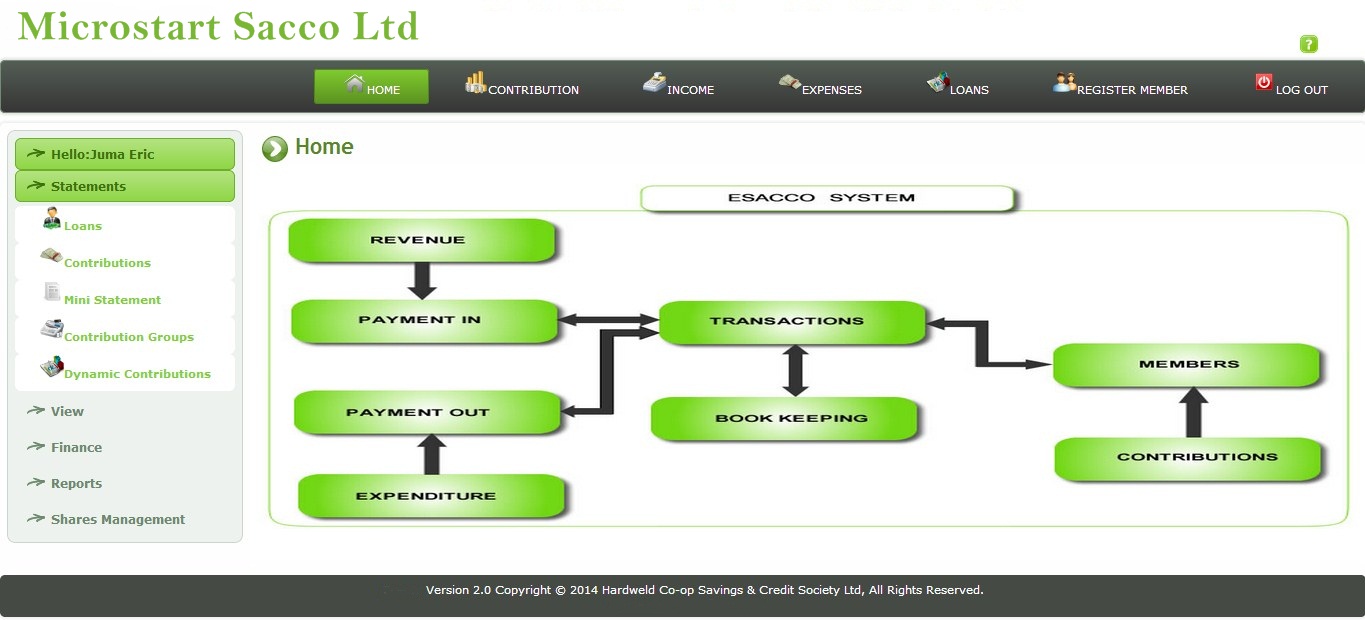 Microstart Sacco Ltd
?
HOME
CONTRIBUTION
INCOME
EXPENSES
LOANS
REGISTER MEMBER
LOG OUT
Hello:Juma Eric
Statements
Loans
Contributions
Mini Statement
Contribution Groups
Dynamic Contributions
View
Finance
Reports
Shares Management
Home
ESACCO SYSTEM
REVENUE
PAYMENT IN
TRANSACTIONS
MEMBERS
PAYMENT OUT
BOOK KEEPING
CONTRIBUTIONS
EXPENDITURE
Version 2.0 Copyright © 2014 Hardweld Co-op Savings & Credit Society Ltd, All Rights Reserved.